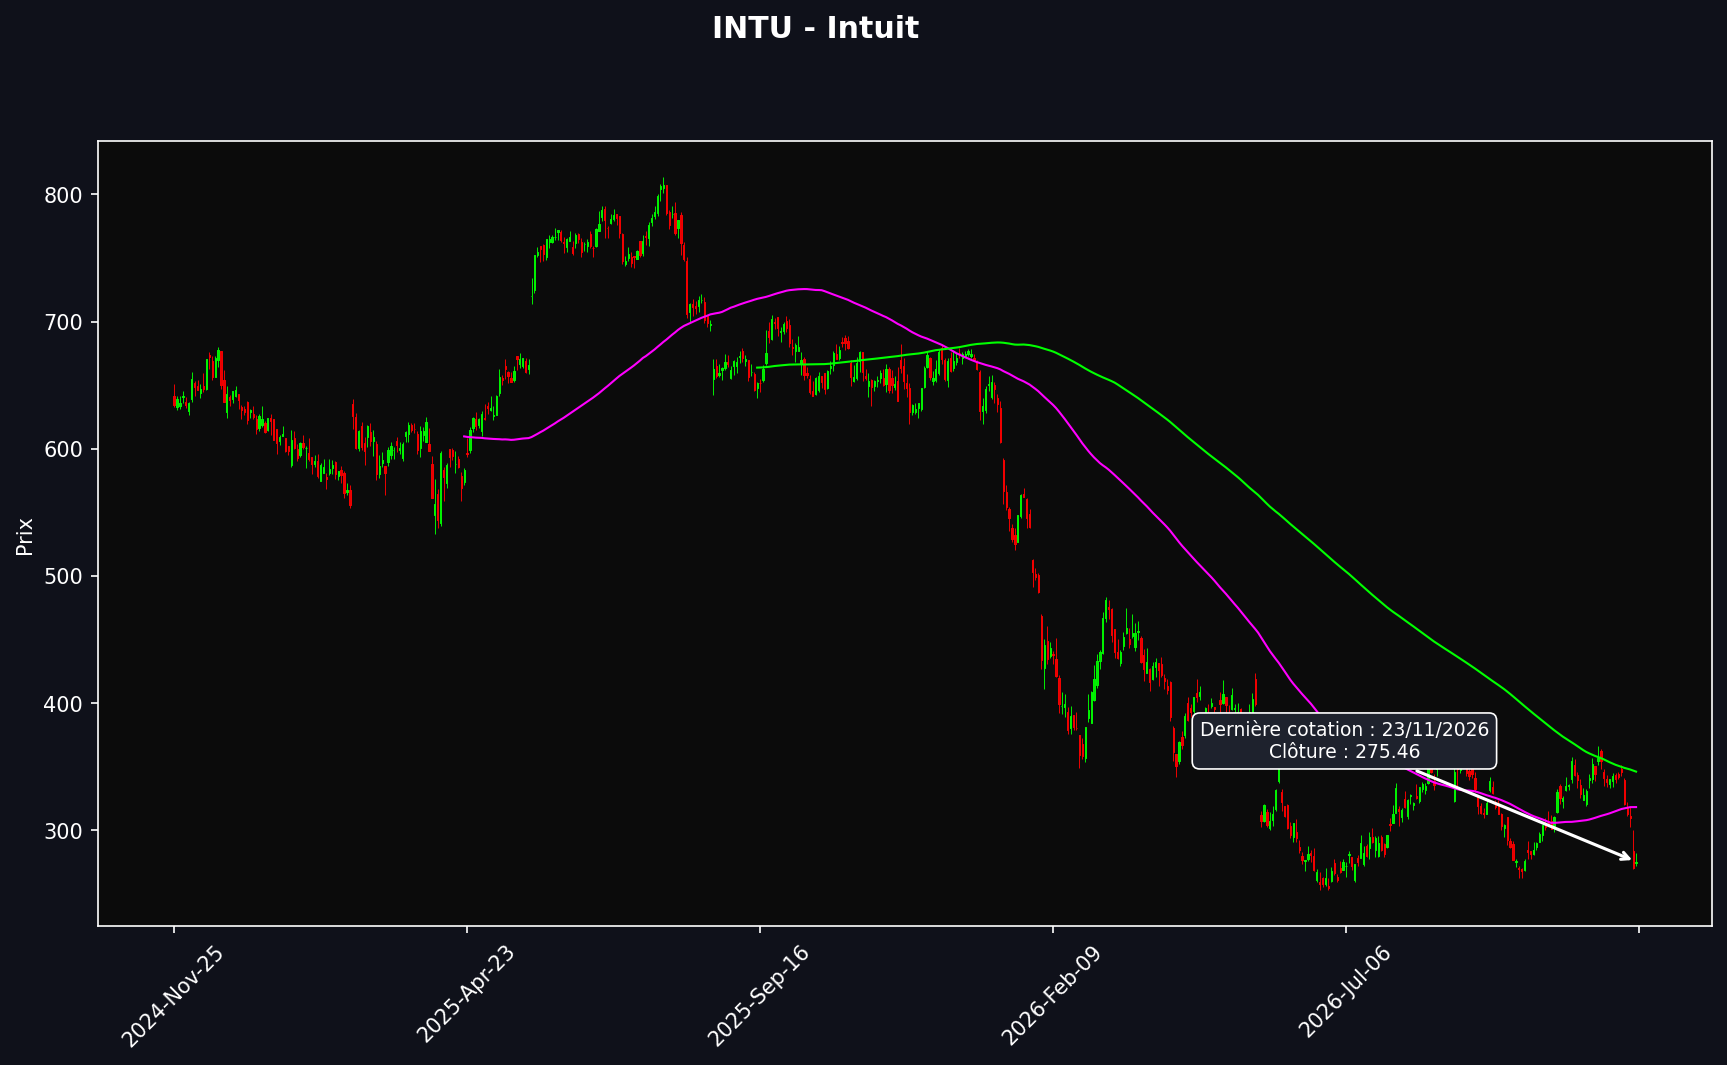 INTU - Intuit
Prix
800
700
600
500
400
300
Dernière cotation : 23/11/2026
Clôture : 275.46
2024-Nov-25
2025-Apr-23
2025-Sep-16
2026-Feb-09
2026-Jul-06